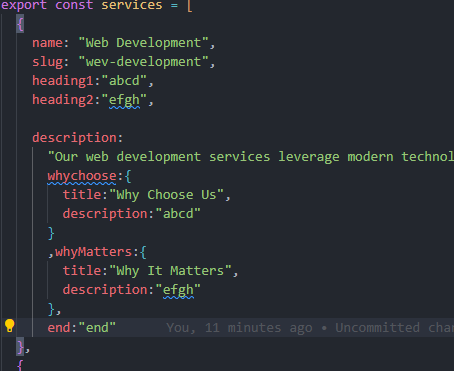 export const services = [
{
name: "Web Development",
slug: "wev-development",
heading1:"abcd",
heading2:"efgh",
description:
"Our web development services leverage modern technol
whychoose:{
title:"Why Choose Us",
description:"abcd"
}
,whyMatters:{
title:"Why It Matters",
description:"efgh"
},
end:"end" You, 11 minutes ago • Uncommitted cha
},
{